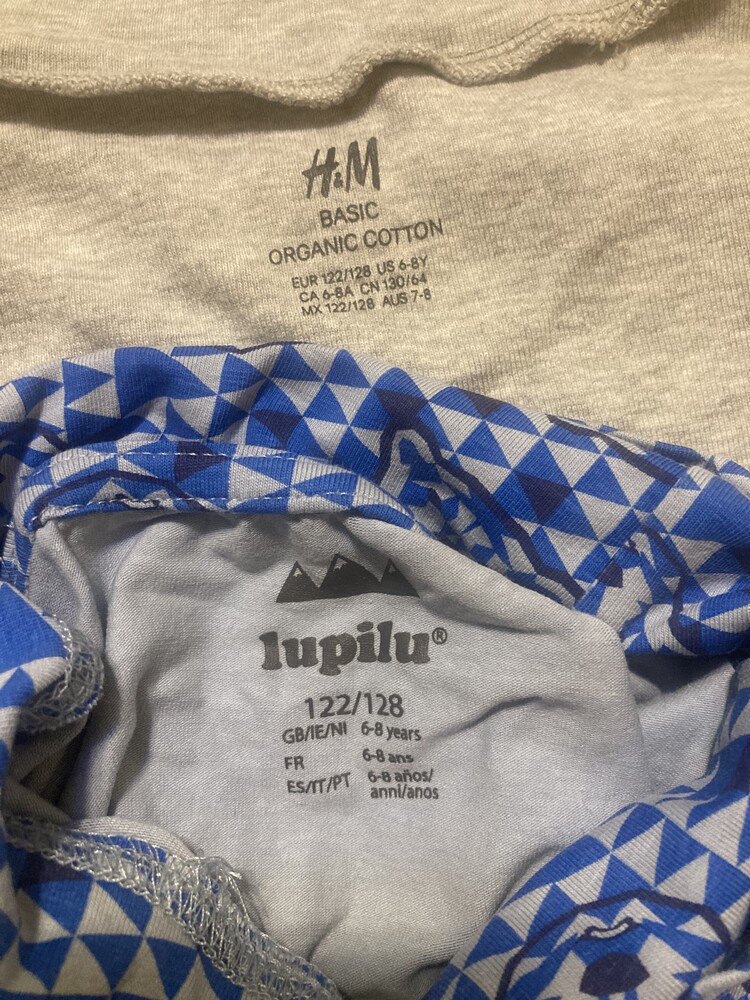 H&M
BASIC
ORGANIC COTTON
EUR 122/128 US 6-8Y
CA 6-8A CN 130/64
MX 122/128 AUS 7-8
lupilu®
122/128
GB/IE/NI 6-8 years
FR 6-8 ans
ES/IT/PT 6-8 años/
anni/anos